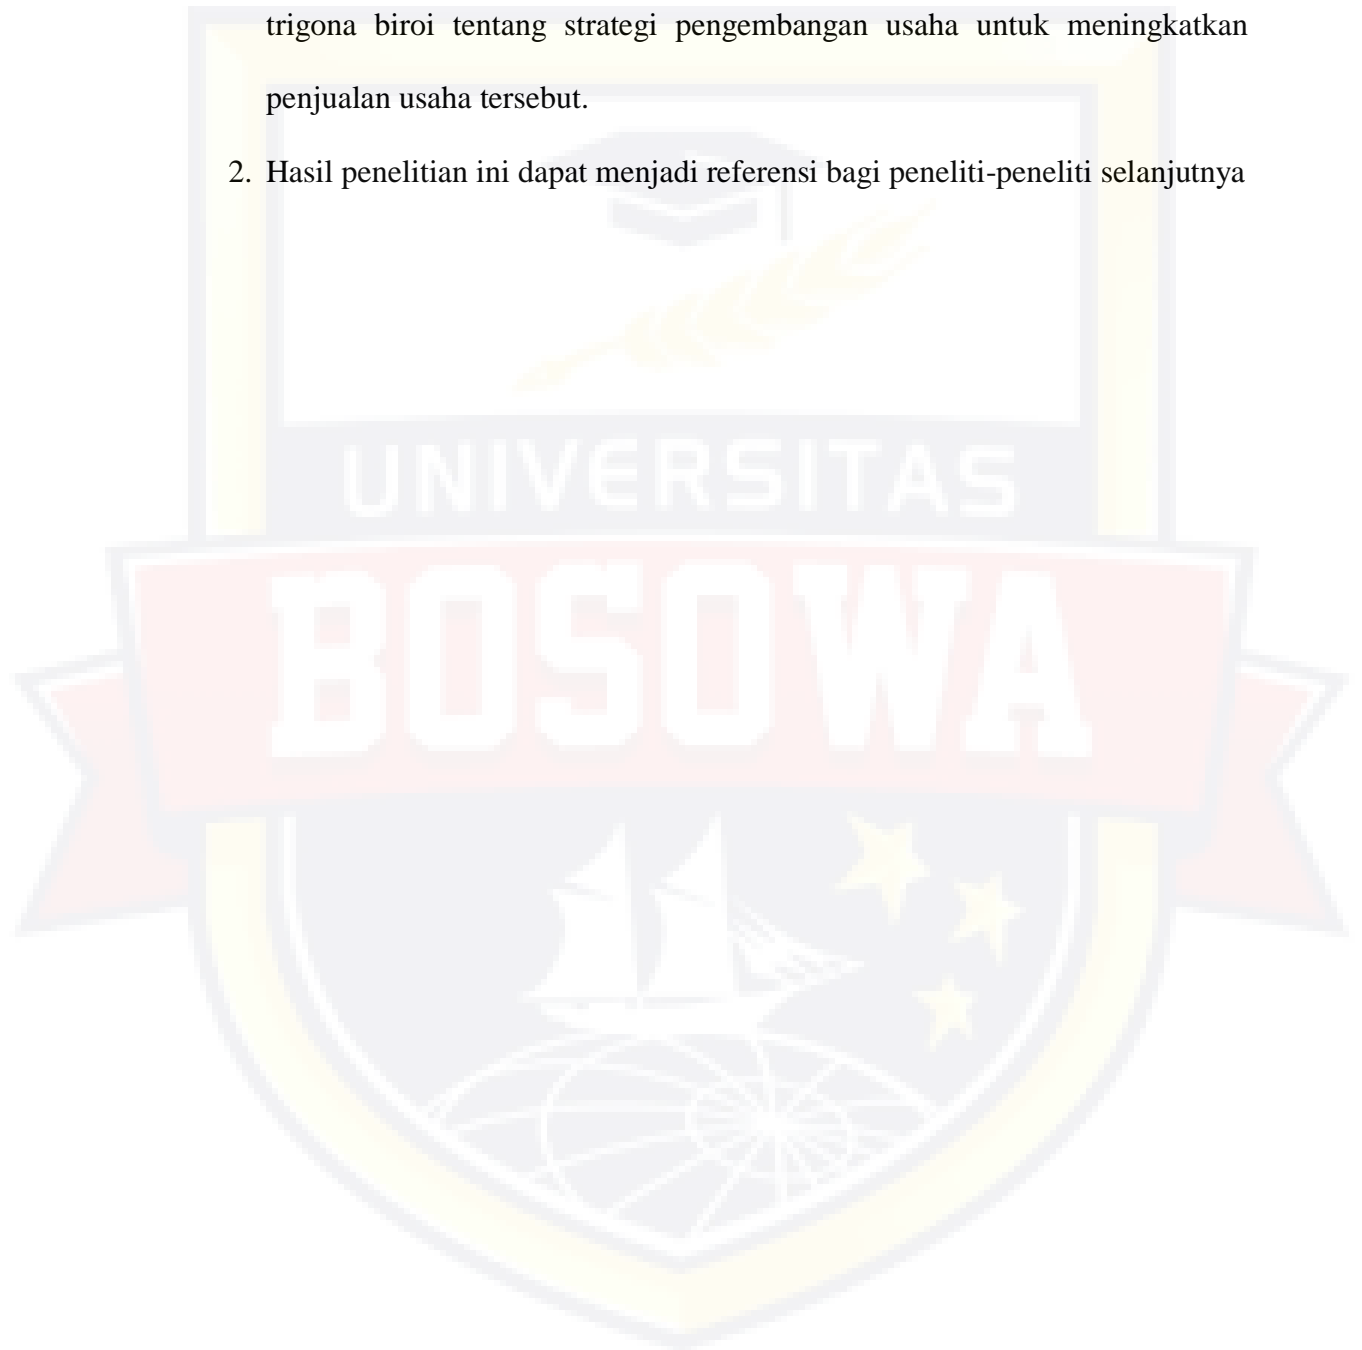 trigona biroi tentang strategi pengembangan usaha untuk meningkatkan
penjualan usaha tersebut.
2. Hasil penelitian ini dapat menjadi referensi bagi peneliti-peneliti selanjutnya
UNIVERSITAS
BOSOWA